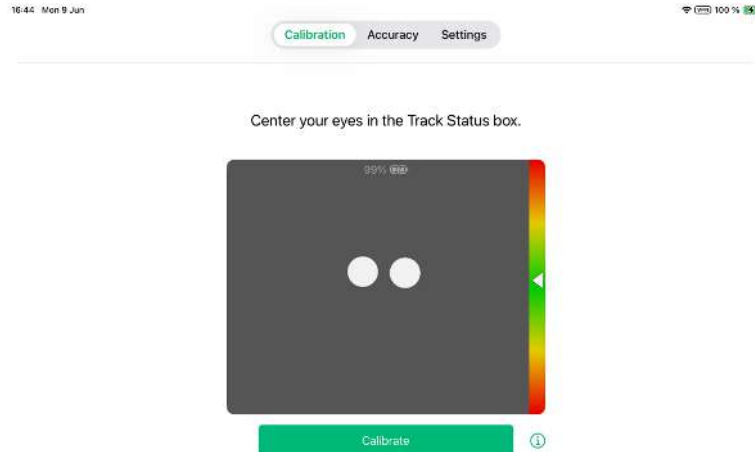 16:44 Mon 9 Jun
100 %
Calibration Accuracy Settings
Center your eyes in the Track Status box.
99%
Calibrate